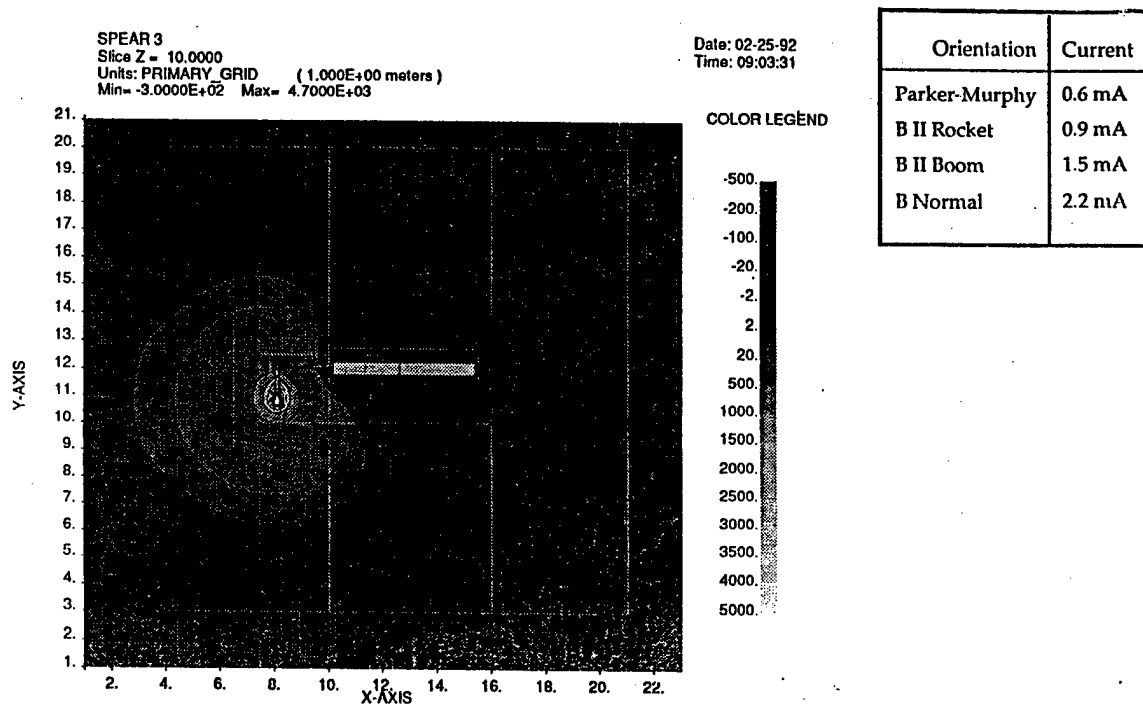 SPEAR 3
Slice Z = 10.0000
Units: PRIMARY_GRID ( 1.000E+00 meters )
Min= -3.0000E+02 Max= 4.7000E+03
Date: 02-25-92
Time: 09:03:31
Orientation Current
Parker-Murphy 0.6 mA
B II Rocket 0.9 mA
B II Boom 1.5 mA
B Normal 2.2 mA
COLOR LEGEND
-500.
-200.
-100.
-20.
-2.
2.
20.
500.
1000.
1500.
2000.
2500.
3000.
3500.
4000.
5000.
Y-AXIS
21.
20.
19.
18.
17.
16.
15.
14.
13.
12.
11.
10.
9.
8.
7.
6.
5.
4.
3.
2.
1.
2. 4. 6. 8. 10. 12. 14. 16. 18. 20. 22.
X-AXIS